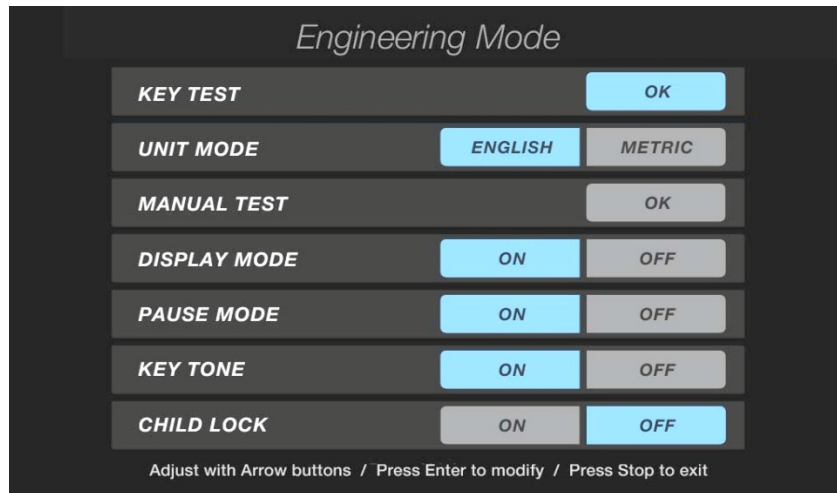 Engineering Mode
KEY TEST OK
UNIT MODE ENGLISH METRIC
MANUAL TEST OK
DISPLAY MODE ON OFF
PAUSE MODE ON OFF
KEY TONE ON OFF
CHILD LOCK ON OFF
Adjust with Arrow buttons / Press Enter to modify / Press Stop to exit